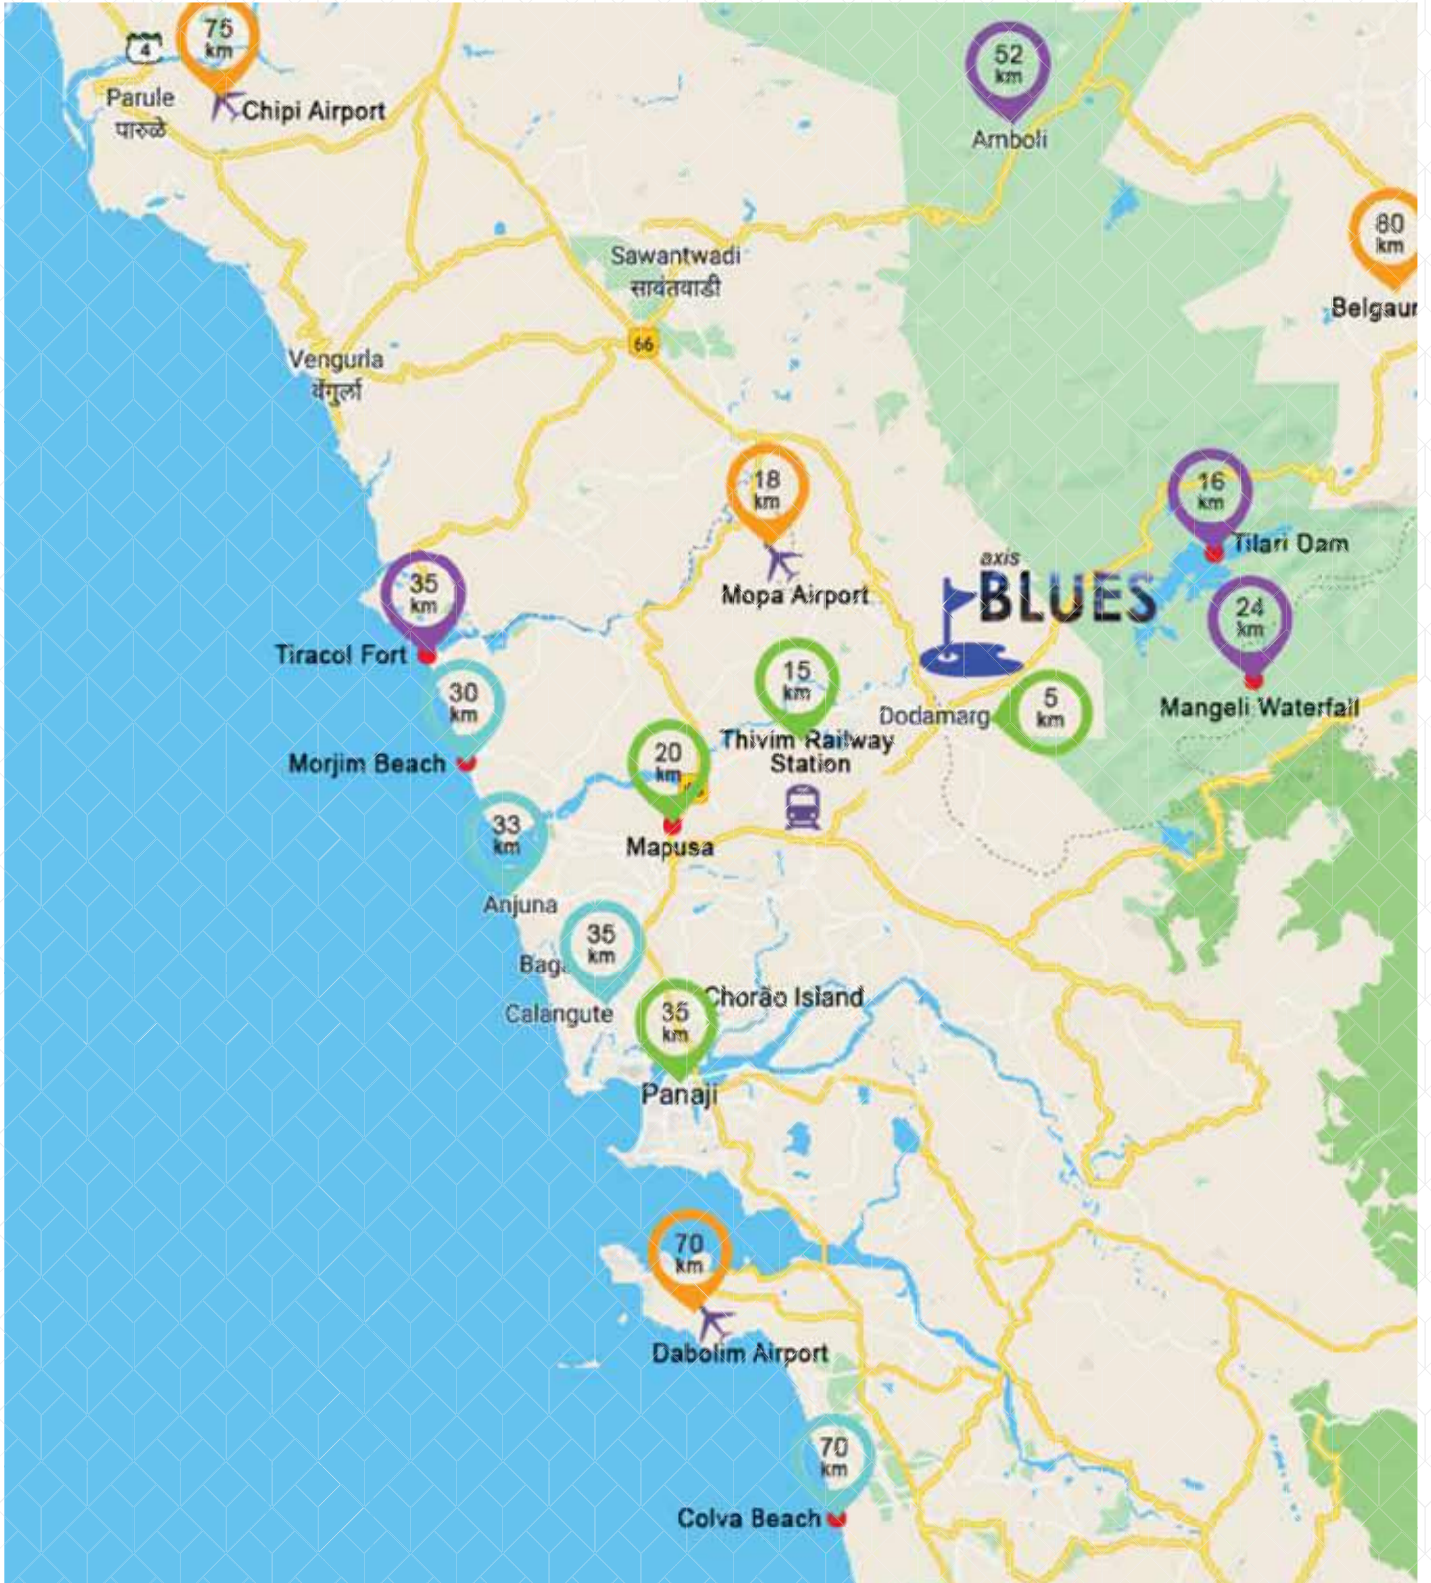 75
km
4
Parule
पारुळे
Chipi Airport
52
km
Amboli
80
km
Belgaur
Sawantwadi
सावंतवाडी
66
Vengurla
वेंगुर्ला
18
km
Mopa Airport
16
km
Tilari Dam
axis
BLUES
35
km
Tiracol Fort
24
km
Mangeli Waterfall
30
km
Morjim Beach
15
km
Thivim Railway
Station
Dodamarg
5
km
20
km
Mapusa
33
km
Anjuna
35
km
Baga
Calangute
Chorão Island
35
km
Panaji
70
km
Dabolim Airport
70
km
Colva Beach